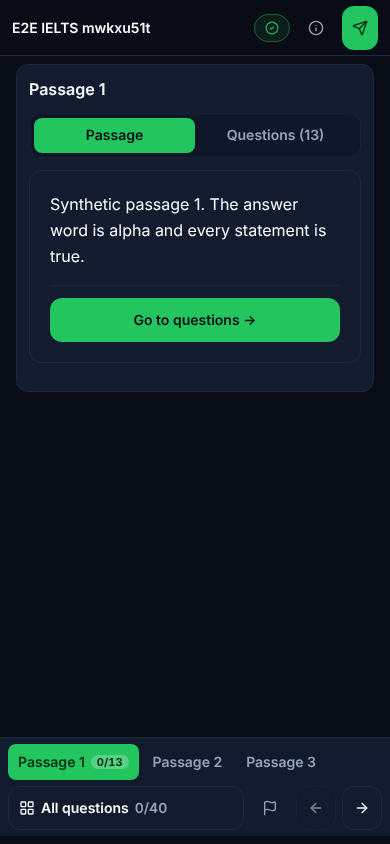 E2E IELTS mwkxu51t
Passage 1
Passage
Questions (13)
Synthetic passage 1. The answer
word is alpha and every statement is
true.
Go to questions →
Passage 1 0/13
Passage 2
Passage 3
All questions 0/40